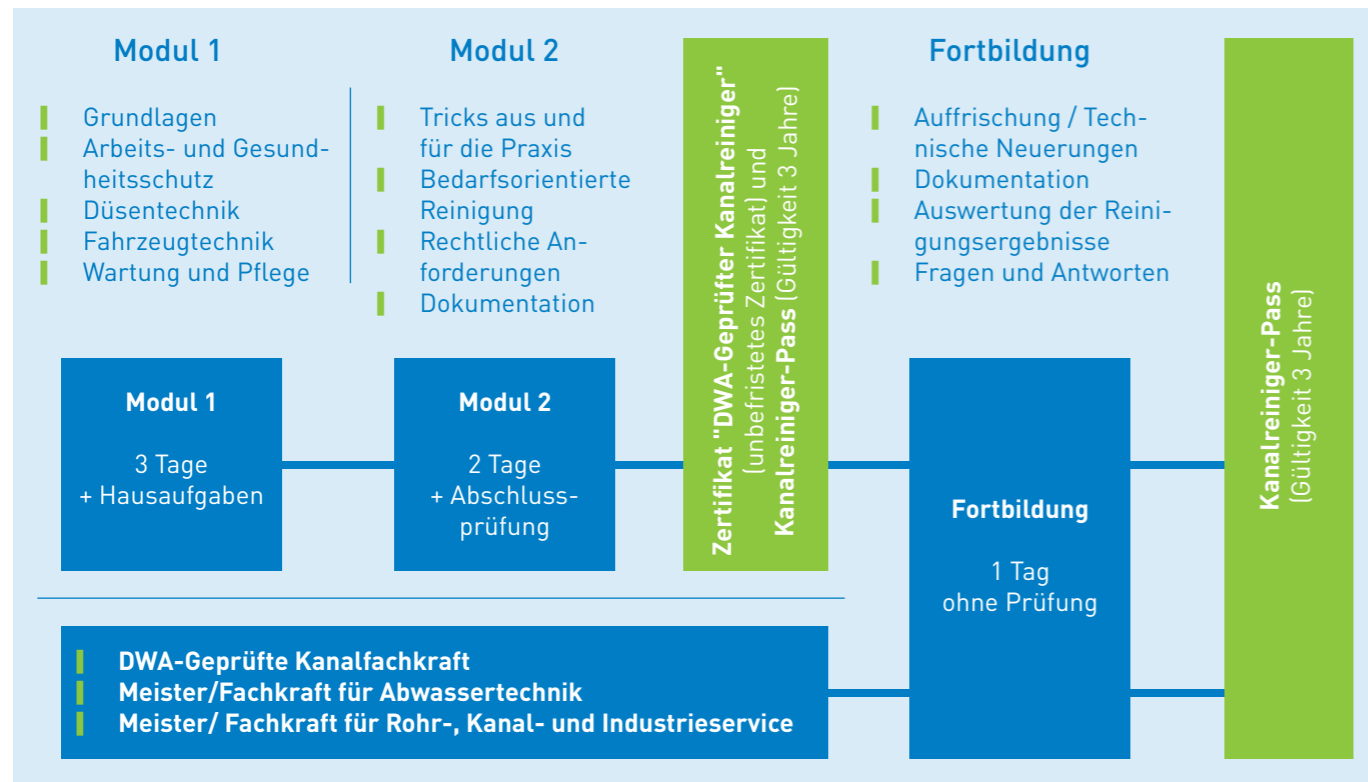 Modul 1
Grundlagen
Arbeits- und Gesund-
heitsschutz
Düsentechnik
Fahrzeugtechnik
Wartung und Pflege
Modul 2
Tricks aus und
für die Praxis
Bedarfsorientierte
Reinigung
Rechtliche An-
forderungen
Dokumentation
Zertifikat "DWA-Geprüfter Kanalreiniger"
(unbefristetes Zertifikat) und
Kanalreiniger-Pass (Gültigkeit 3 Jahre)
Fortbildung
Auffrischung / Tech-
nische Neuerungen
Dokumentation
Auswertung der Reini-
gungsergebnisse
Fragen und Antworten
Kanalreiniger-Pass
(Gültigkeit 3 Jahre)
Modul 1
3 Tage
+ Hausaufgaben
Modul 2
2 Tage
+ Abschluss-
prüfung
Fortbildung
1 Tag
ohne Prüfung
DWA-Geprüfte Kanalfachkraft
Meister/Fachkraft für Abwassertechnik
Meister/ Fachkraft für Rohr-, Kanal- und Industrieservice